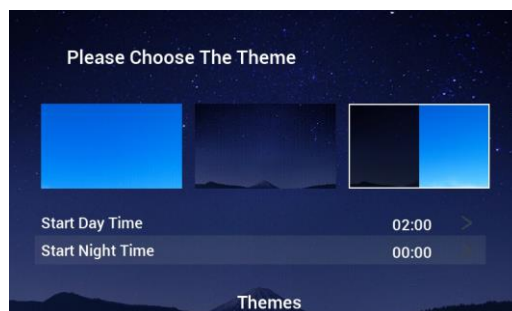 Please Choose The Theme
Start Day Time 02:00 >
Start Night Time 00:00
Themes